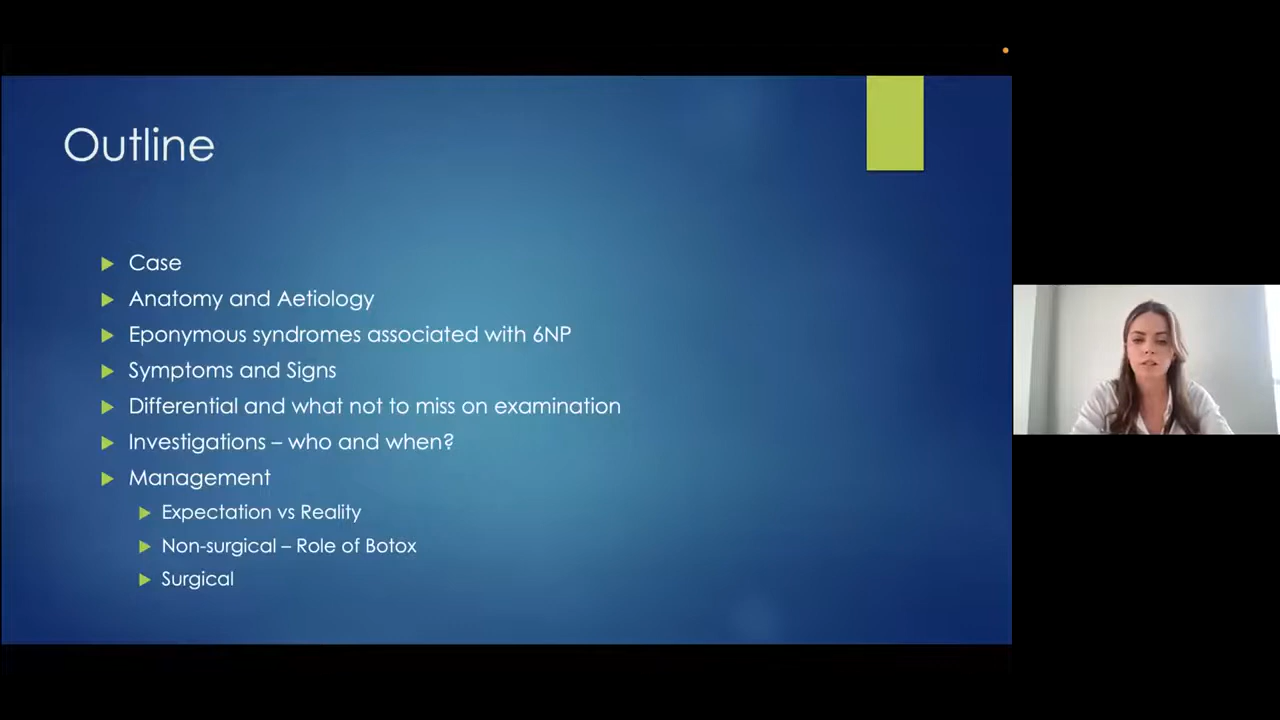 Outline
Case
Anatomy and Aetiology
Eponymous syndromes associated with 6NP
Symptoms and Signs
Differential and what not to miss on examination
Investigations – who and when?
Management
Expectation vs Reality
Non-surgical – Role of Botox
Surgical